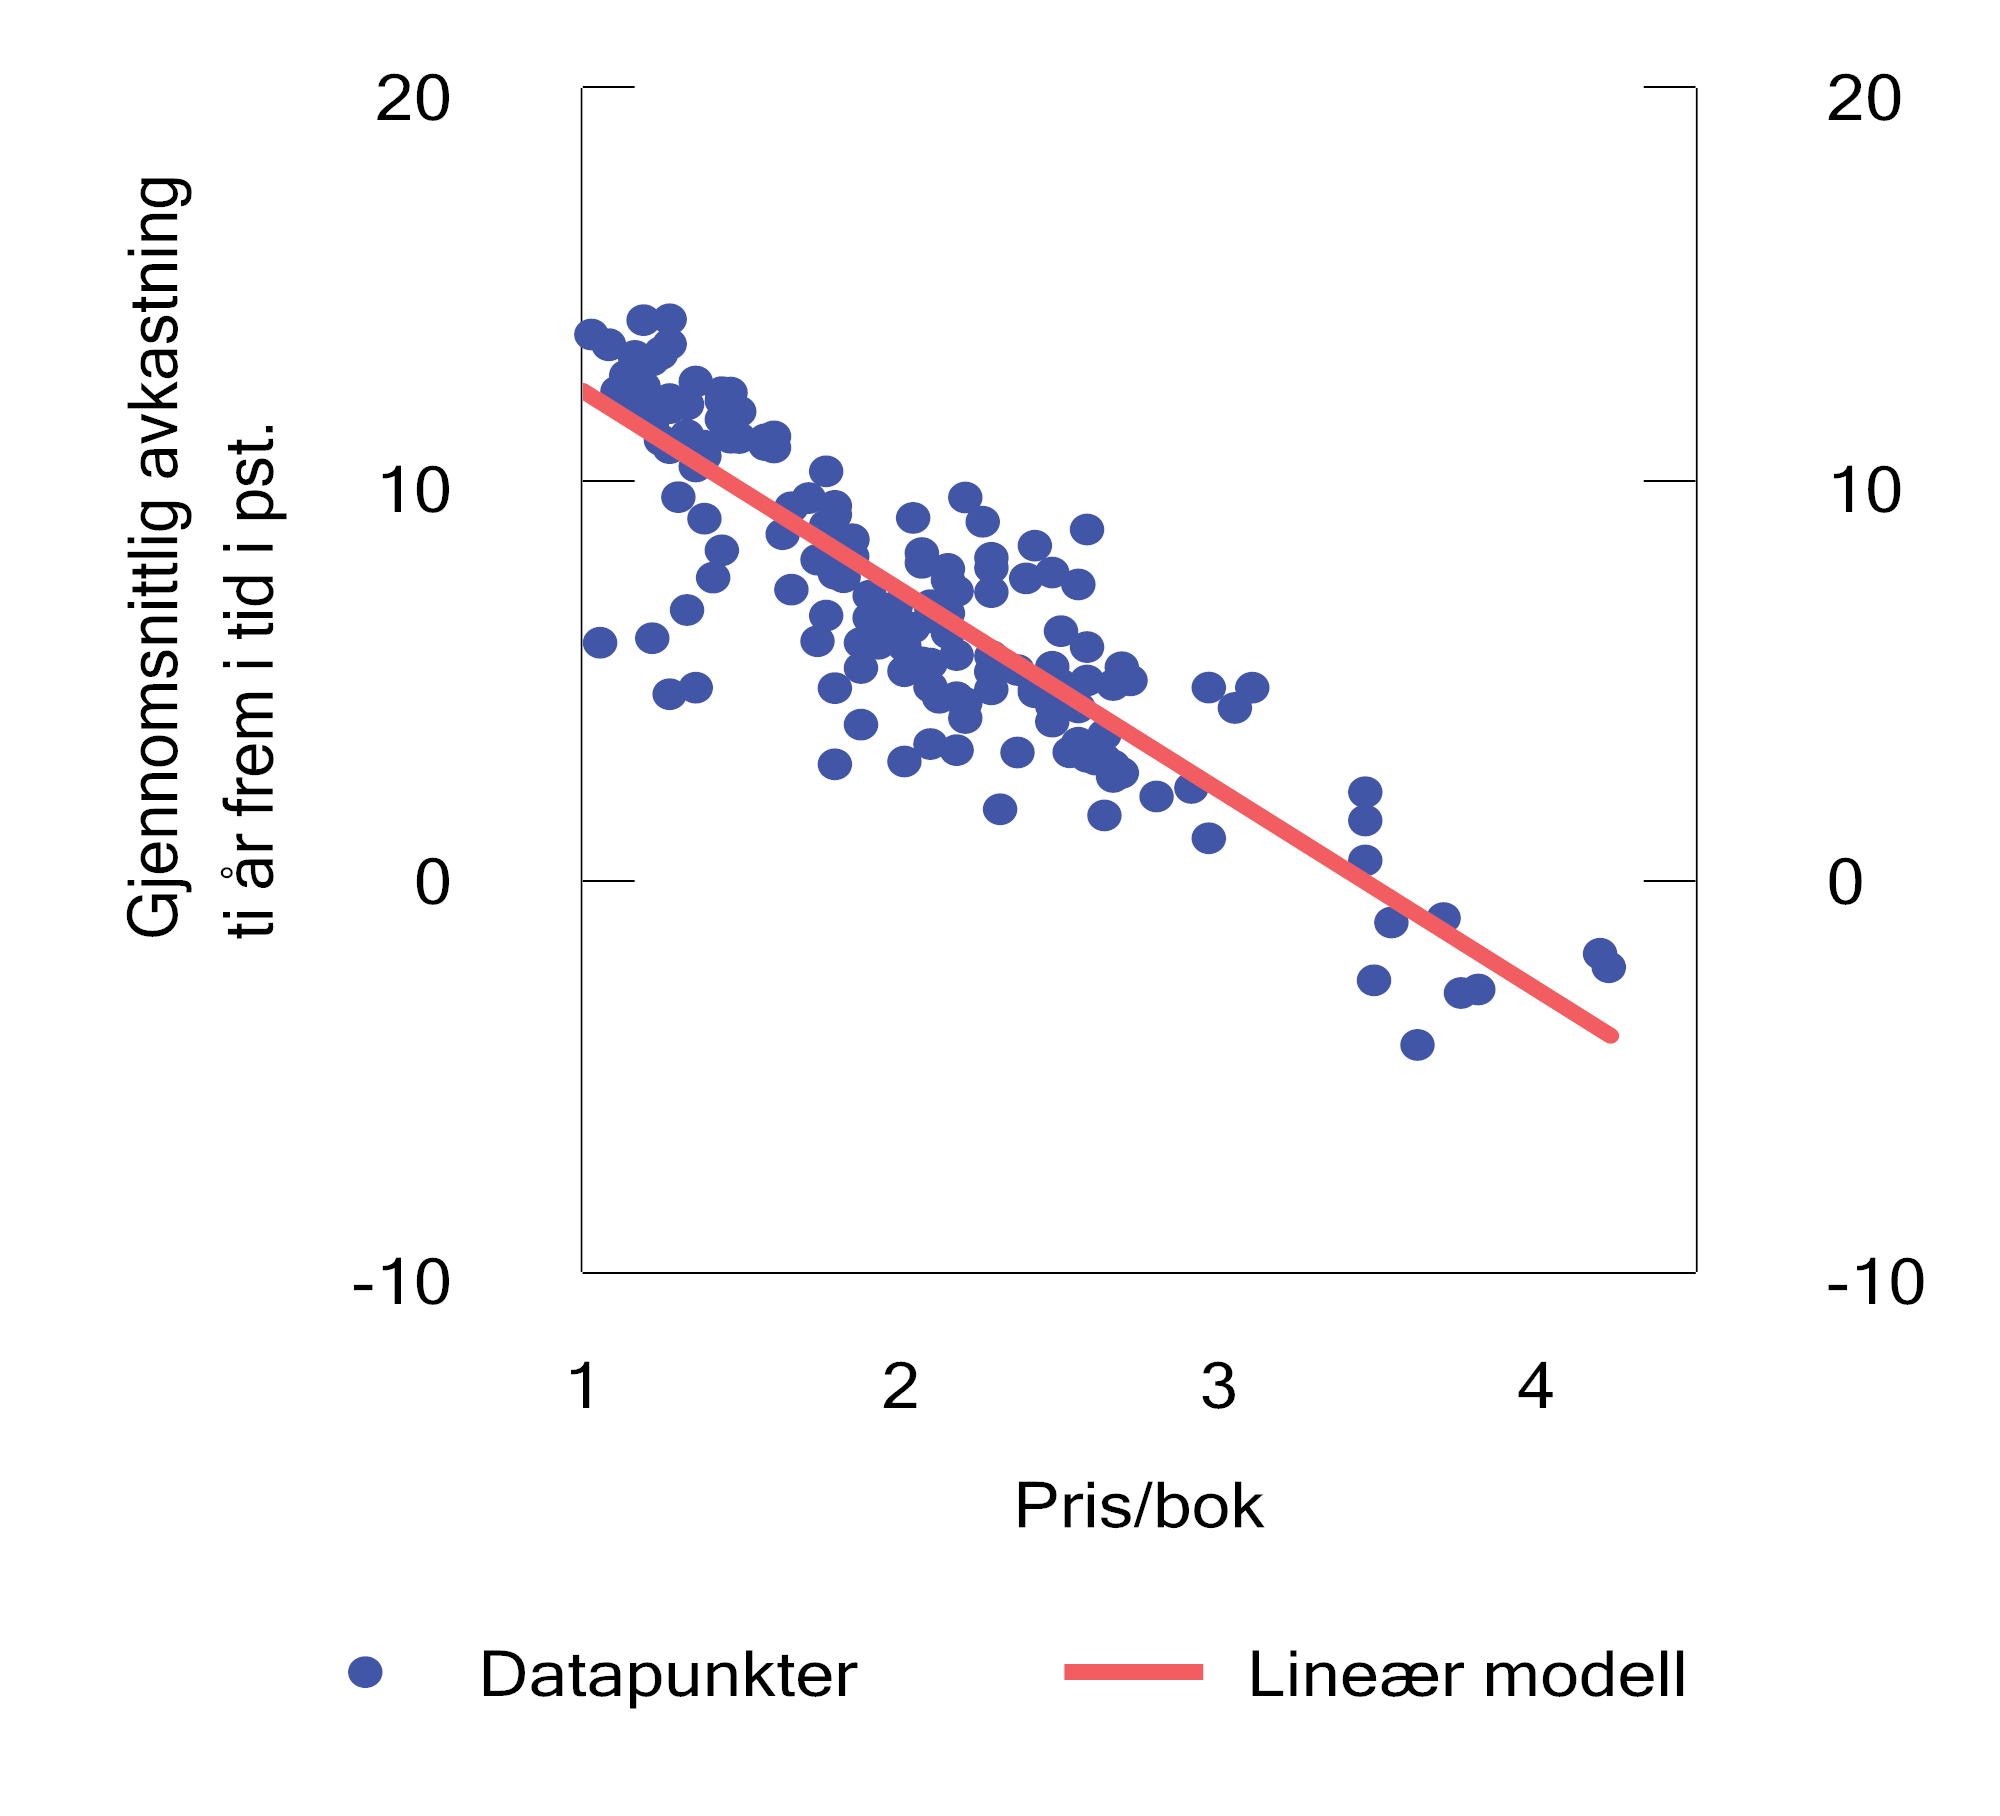 Gjennomsnittlig avkastning
ti år frem i tid i pst.
20
10
0
-10
20
10
0
-10
1 2 3 4
Pris/bok
Datapunkter
Lineær modell